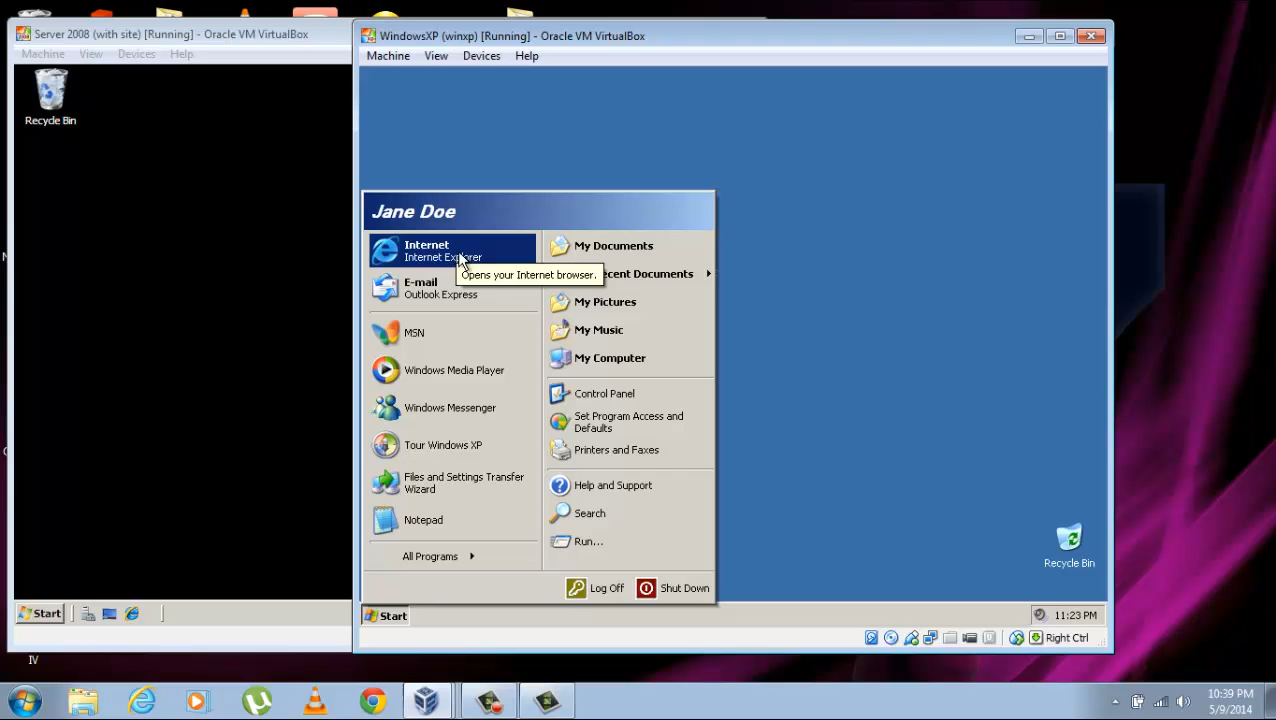 Server 2008 (with site) [Running] - Oracle VM VirtualBox
Machine View Devices Help
Recycle Bin
Start
IV
WindowsXP (winxp) [Running] - Oracle VM VirtualBox
Machine View Devices Help
Jane Doe
Internet
Internet Explorer
Opens your Internet browser.
E-mail
Outlook Express
MSN
Windows Media Player
Windows Messenger
Tour Windows XP
Files and Settings Transfer
Wizard
Notepad
All Programs
My Documents
ecent Documents
My Pictures
My Music
My Computer
Control Panel
Set Program Access and
Defaults
Printers and Faxes
Help and Support
Search
Run...
Log Off Shut Down
Recycle Bin
Start
11:23 PM
Right Ctrl
10:39 PM
5/9/2014